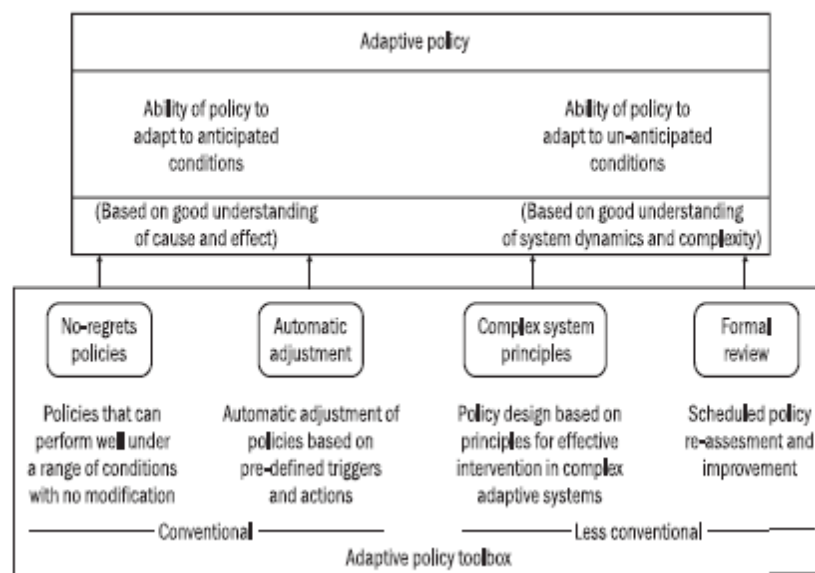 Adaptive policy
Ability of policy to
adapt to anticipated
conditions
Ability of policy to
adapt to un-anticipated
conditions
(Based on good understanding
of cause and effect)
(Based on good understanding
of system dynamics and complexity)
No-regrets
policies
Automatic
adjustment
Complex system
principles
Formal
review
Policies that can
perform well under
a range of conditions
with no modification
Automatic adjustment of
policies based on
pre-defined triggers
and actions
Policy design based on
principles for effective
intervention in complex
adaptive systems
Scheduled policy
re-assesment and
improvement
Conventional
Less conventional
Adaptive policy toolbox